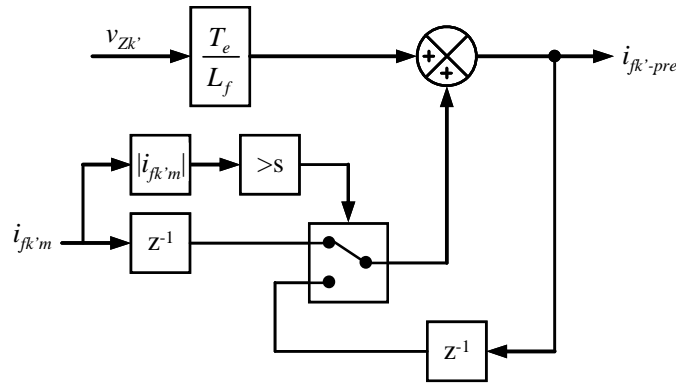 v_{Zk'}
T_e
L_f
+
+
i_{fk'-pre}
|i_{fk'm}|
>s
i_{fk'm}
z^{-1}
z^{-1}